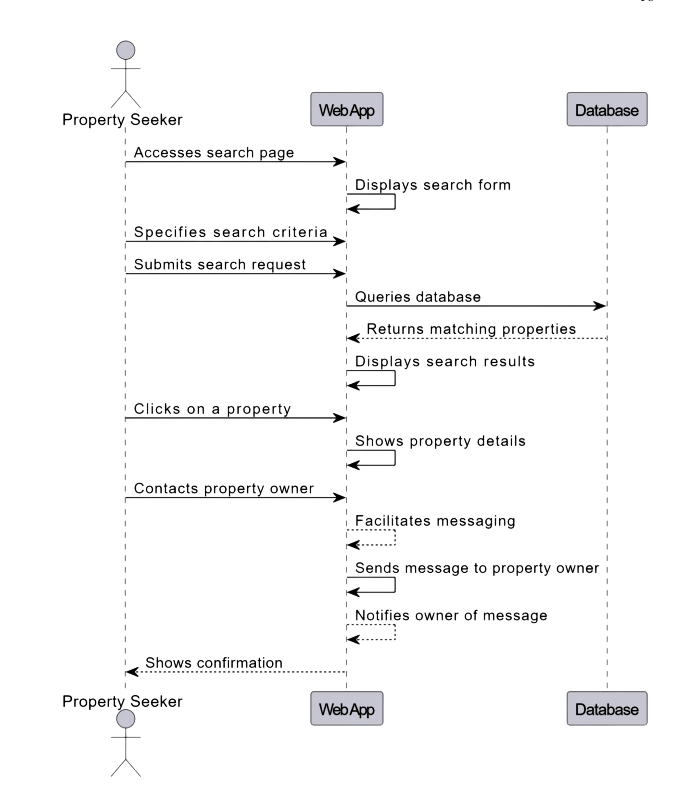 Property Seeker
WebApp
Database
Accesses search page
Displays search form
Specifies search criteria
Submits search request
Queries database
Returns matching properties
Displays search results
Clicks on a property
Shows property details
Contacts property owner
Facilitates messaging
Sends message to property owner
Notifies owner of message
Shows confirmation
Property Seeker
WebApp
Database